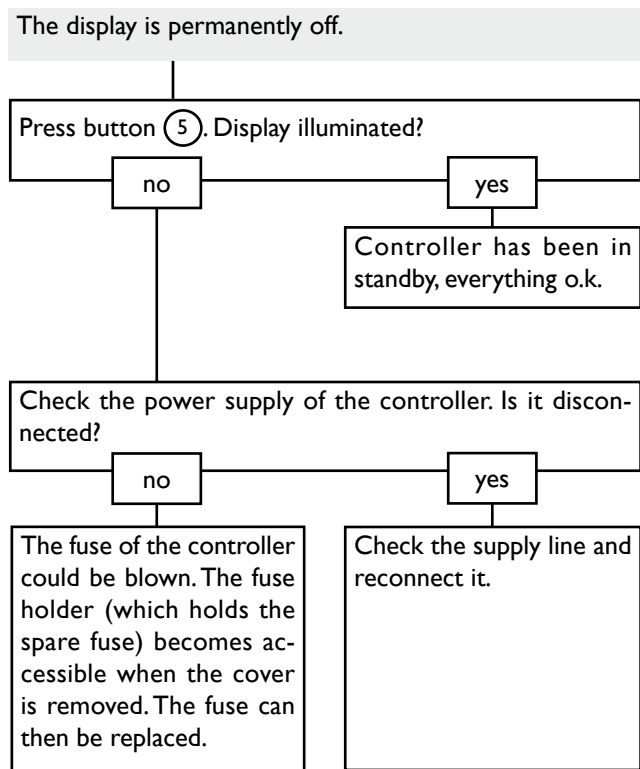 The display is permanently off.
Press button 5. Display illuminated?
no
yes
Controller has been in
standby, everything o.k.
Check the power supply of the controller. Is it discon-
nected?
no
yes
The fuse of the controller
could be blown. The fuse
holder (which holds the
spare fuse) becomes ac-
cessible when the cover
is removed. The fuse can
then be replaced.
Check the supply line and
reconnect it.